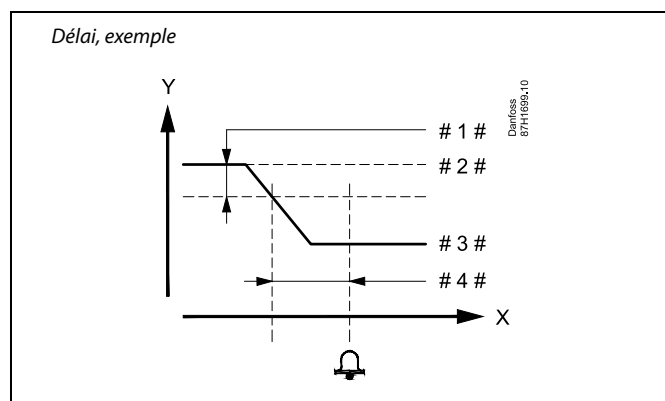 Délai, exemple
Y
Danfoss
87H1699.10
# 1 #
# 2 #
# 3 #
# 4 #
X